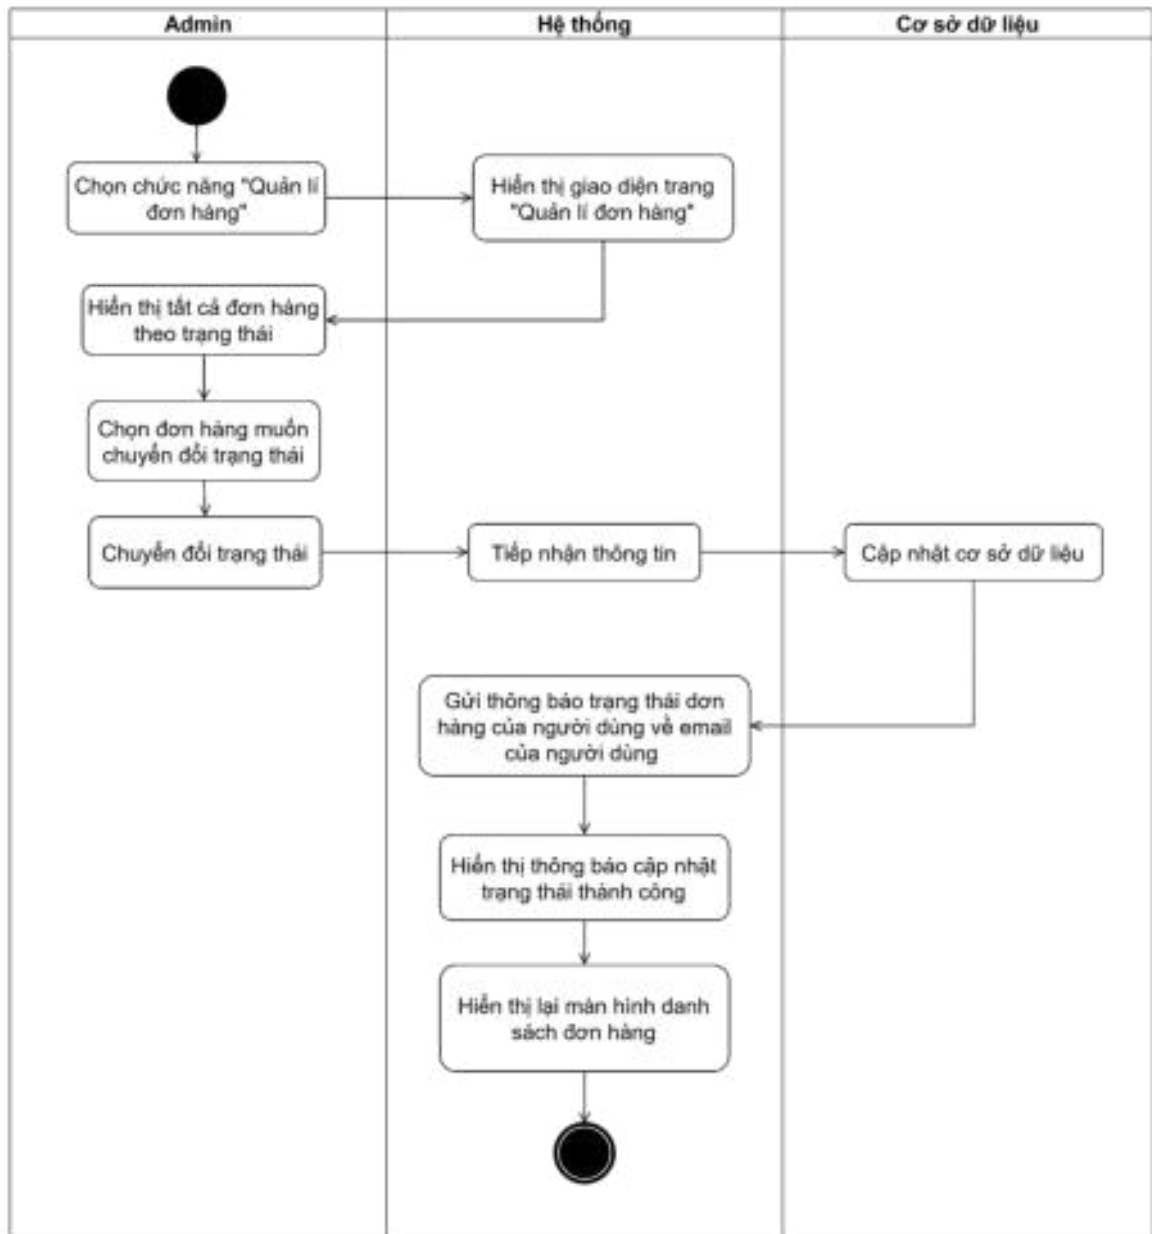 Admin
Hệ thống
Cơ sở dữ liệu
Chọn chức năng "Quản lí
đơn hàng"
Hiển thị giao diện trang
"Quản lí đơn hàng"
Hiển thị tất cả đơn hàng
theo trạng thái
Chọn đơn hàng muốn
chuyển đổi trạng thái
Chuyển đổi trạng thái
Tiếp nhận thông tin
Cập nhật cơ sở dữ liệu
Gửi thông báo trạng thái đơn
hàng của người dùng về email
của người dùng
Hiển thị thông báo cập nhật
trạng thái thành công
Hiển thị lại màn hình danh
sách đơn hàng